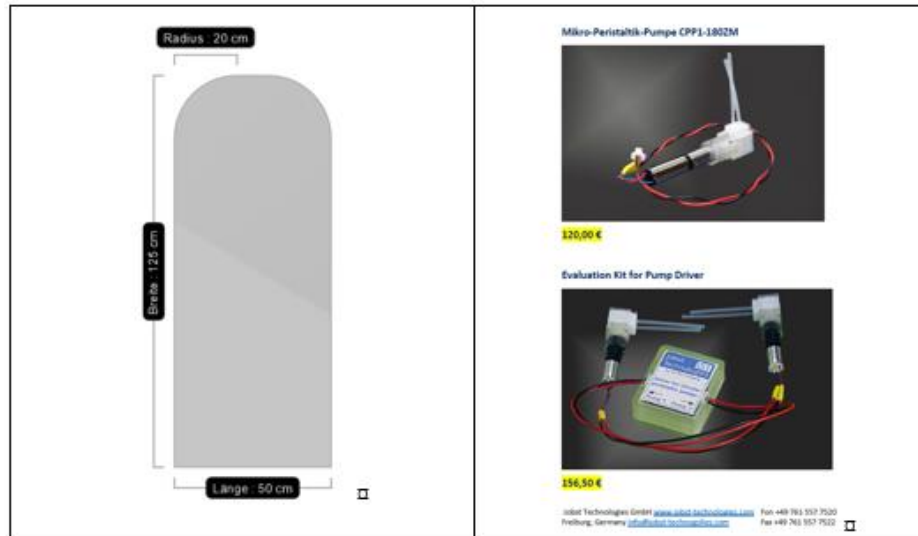 Radius : 20 cm
Breite : 125 cm
Länge : 50 cm
Mikro-Peristaltik-Pumpe CPP1-180ZM
120,00 €
Evaluation Kit for Pump Driver
156,50 €
Jobst Technologies GmbH www.jobst-technologies.com Fon +49 761 557 7520
Freiburg, Germany info@jobst-technologies.com Fax +49 761 557 7522